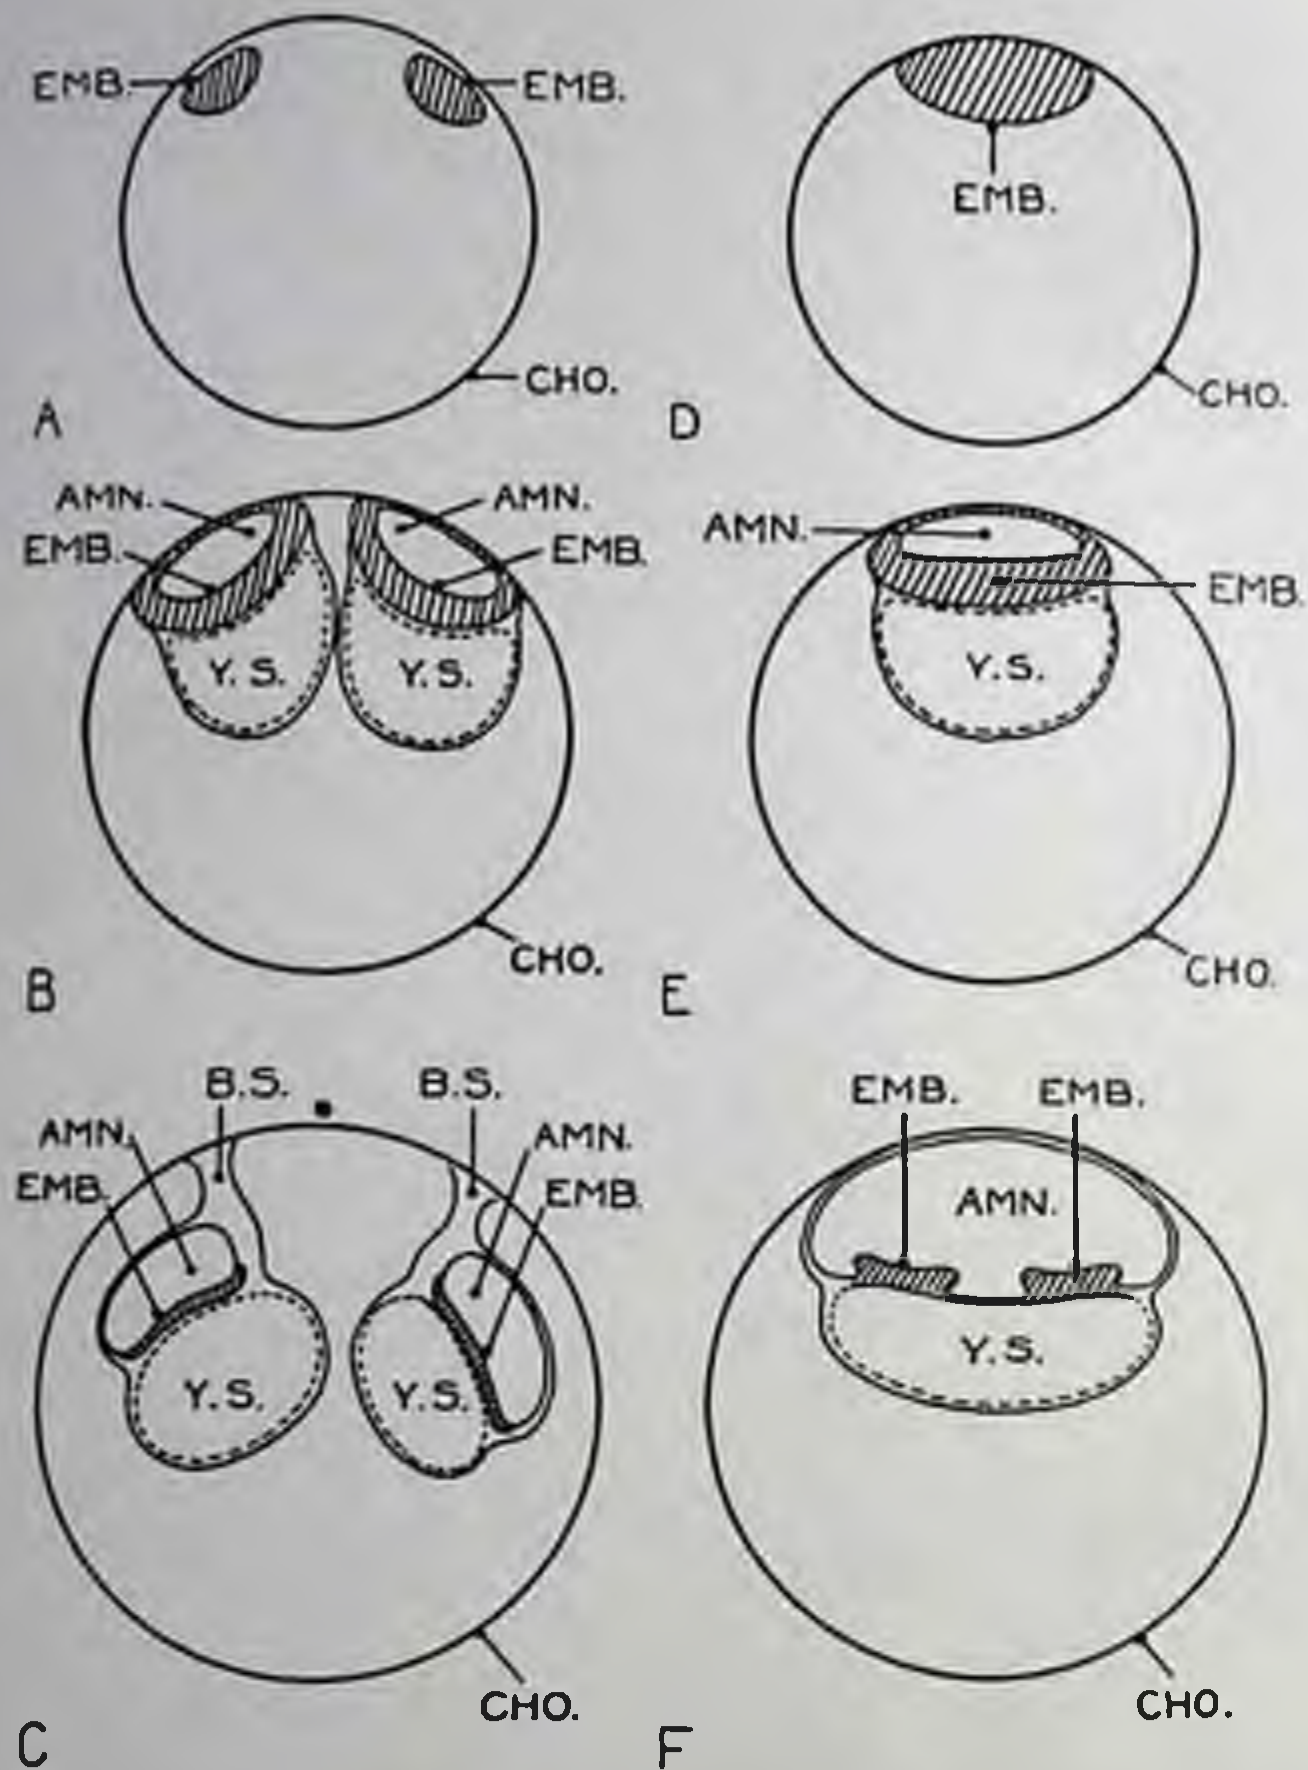 EMB. EMB.
CHO.
A
EMB.
CHO.
D
AMN. AMN.
EMB. EMB.
Y.S. Y.S.
CHO.
B
AMN.
EMB.
Y.S.
CHO.
E
B.S. B.S.
AMN. AMN.
EMB. EMB.
Y.S. Y.S.
CHO.
C
EMB. EMB.
AMN.
Y.S.
CHO.
F